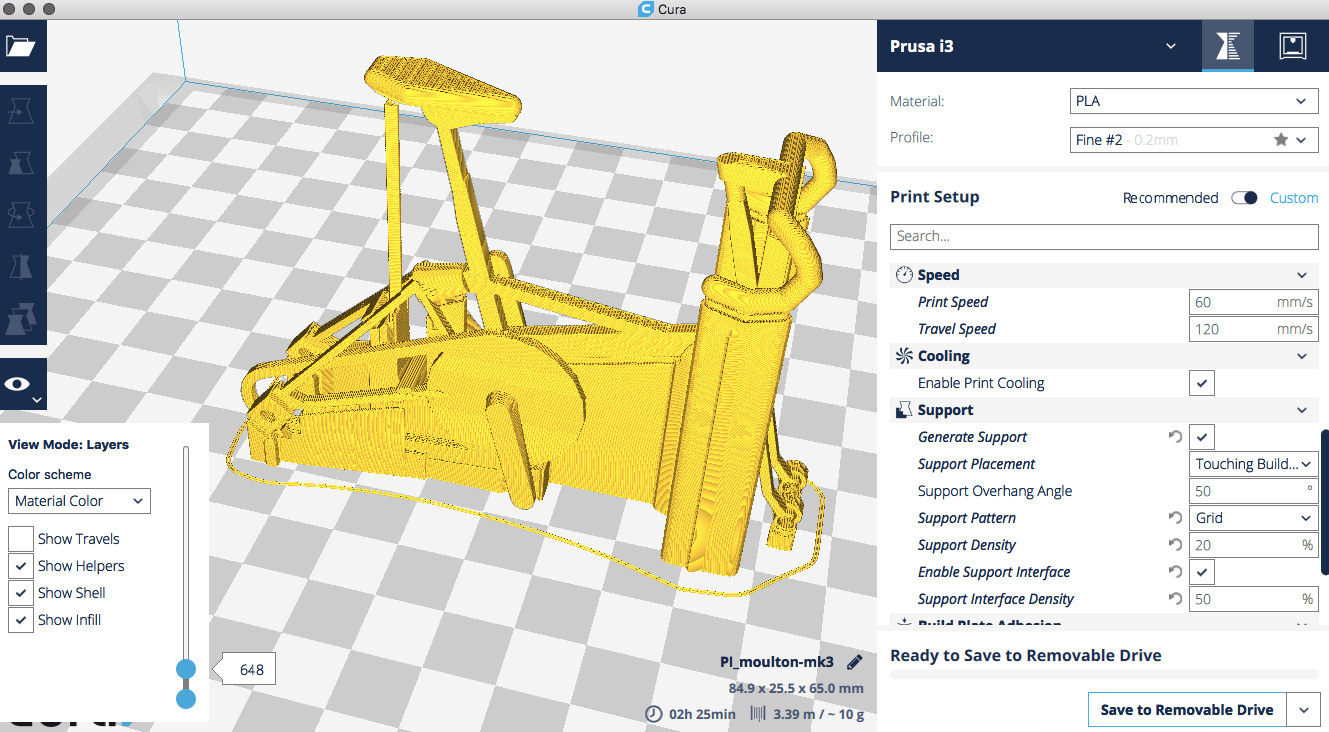 Cura
Prusa i3
Material:
PLA
Profile:
Fine #2 - 0.2mm
Print Setup
Recommended
Custom
Search...
Speed
Print Speed
60 mm/s
Travel Speed
120 mm/s
Cooling
Enable Print Cooling
Support
Generate Support
Support Placement
Touching Build...
Support Overhang Angle
50 °
Support Pattern
Grid
Support Density
20 %
Enable Support Interface
Support Interface Density
50 %
Build Plate Adhesion
Ready to Save to Removable Drive
Save to Removable Drive
View Mode: Layers
Color scheme
Material Color
Show Travels
Show Helpers
Show Shell
Show Infill
648
PI_moulton-mk3
84.9 x 25.5 x 65.0 mm
02h 25min
3.39 m / ~ 10 g